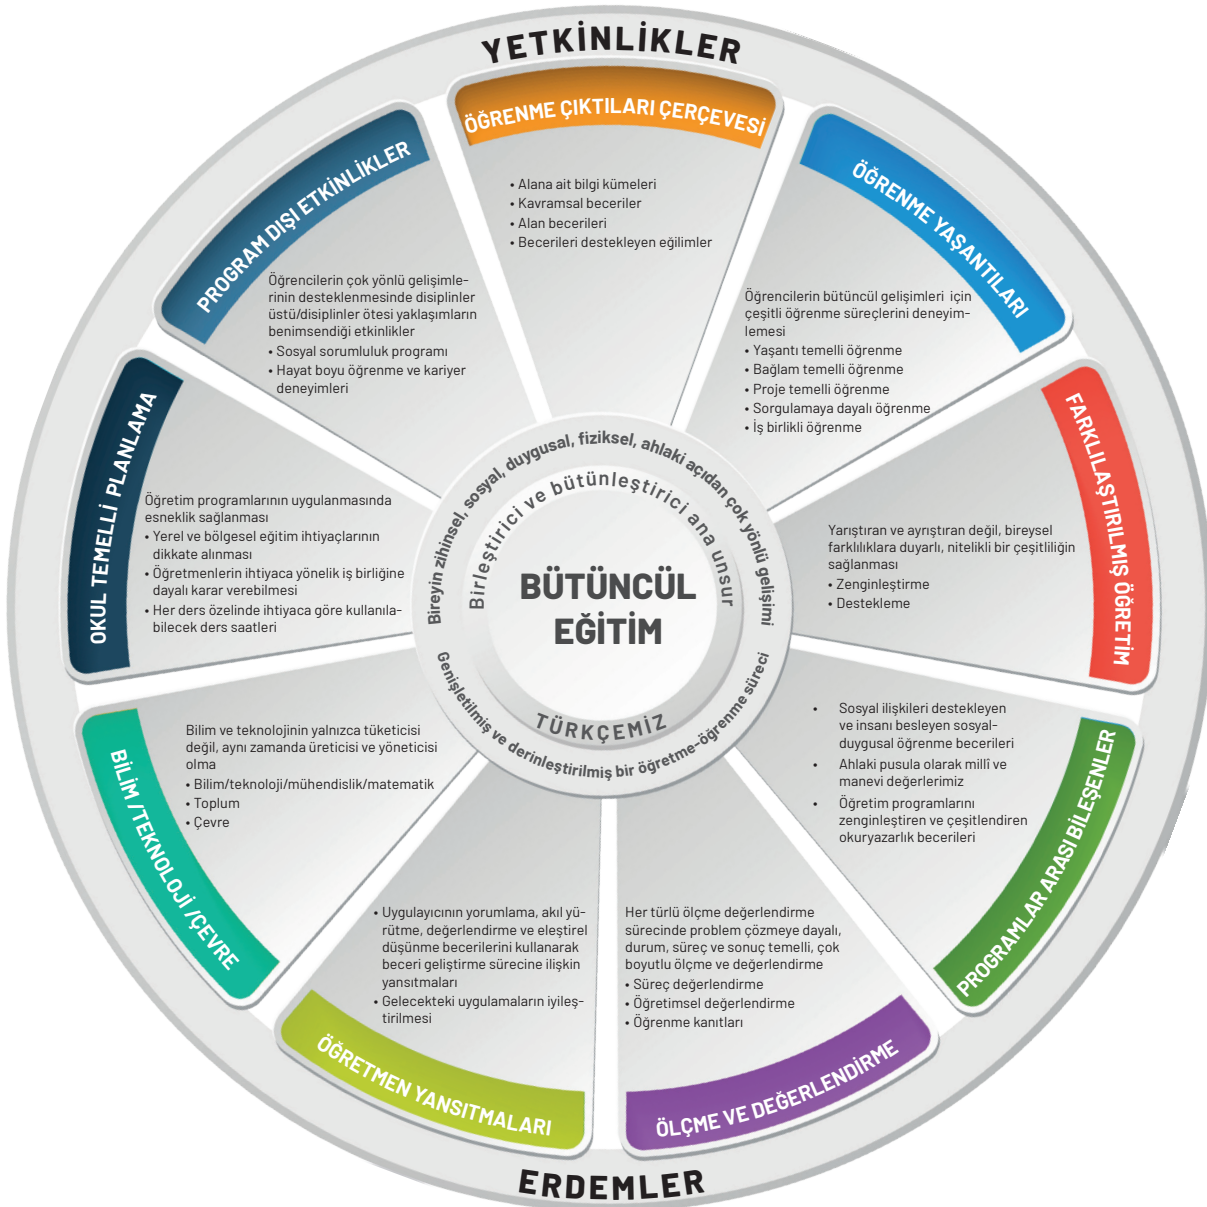 YETKİNLİKLER
ÖĞRENME ÇIKTILARI ÇERÇEVESİ
• Alana ait bilgi kümeleri
• Kavramsal beceriler
• Alan becerileri
• Becerileri destekleyen eğilimler
ÖĞRENME YAŞANTILARI
Öğrencilerin bütüncül gelişimleri için
çeşitli öğrenme süreçlerini deneyim-
lemesi
• Yaşantı temelli öğrenme
• Bağlam temelli öğrenme
• Proje temelli öğrenme
• Sorgulamaya dayalı öğrenme
• İş birlikli öğrenme
FARKLILAŞTIRILMIŞ ÖĞRETİM
Yarıştıran ve ayrıştıran değil, bireysel
farklılıklara duyarlı, nitelikli bir çeşitliliğin
sağlanması
• Zenginleştirme
• Destekleme
PROGRAMLAR ARASI BİLEŞENLER
• Sosyal ilişkileri destekleyen
ve insanı besleyen sosyal-
duygusal öğrenme becerileri
• Ahlaki pusula olarak millî ve
manevi değerlerimiz
• Öğretim programlarını
zenginleştiren ve çeşitlendiren
okuryazarlık becerileri
ÖLÇME VE DEĞERLENDİRME
Her türlü ölçme değerlendirme
sürecinde problem çözmeye dayalı,
durum, süreç ve sonuç temelli, çok
boyutlu ölçme ve değerlendirme
• Süreç değerlendirme
• Öğretimsel değerlendirme
• Öğrenme kanıtları
ÖĞRETMEN YANSITMALARI
• Uygulayıcının yorumlama, akıl yü-
rütme, değerlendirme ve eleştirel
düşünme becerilerini kullanarak
beceri geliştirme sürecine ilişkin
yansıtmaları
• Gelecekteki uygulamaların iyileş-
tirilmesi
BİLİM /TEKNOLOJİ /ÇEVRE
Bilim ve teknolojinin yalnızca tüketicisi
değil, aynı zamanda üreticisi ve yöneticisi
olma
• Bilim/teknoloji/mühendislik/matematik
• Toplum
• Çevre
OKUL TEMELLİ PLANLAMA
Öğretim programlarının uygulanmasında
esneklik sağlanması
• Yerel ve bölgesel eğitim ihtiyaçlarının
dikkate alınması
• Öğretmenlerin ihtiyaca yönelik iş birliğine
dayalı karar verebilmesi
• Her ders özelinde ihtiyaca göre kullanıla-
bilecek ders saatleri
PROGRAM DIŞI ETKİNLİKLER
Öğrencilerin çok yönlü gelişimle-
rinin desteklenmesinde disiplinler
üstü/disiplinler ötesi yaklaşımların
benimsendiği etkinlikler
• Sosyal sorumluluk programı
• Hayat boyu öğrenme ve kariyer
deneyimleri
Bireyin zihinsel, sosyal, duygusal, fiziksel, ahlaki açıdan çok yönlü gelişimi
Birleştirici ve bütünleştirici ana unsur
BÜTÜNCÜL
EĞİTİM
TÜRKÇEMİZ
Genişletilmiş ve derinleştirilmiş bir öğretme-öğrenme süreci
ERDEMLER